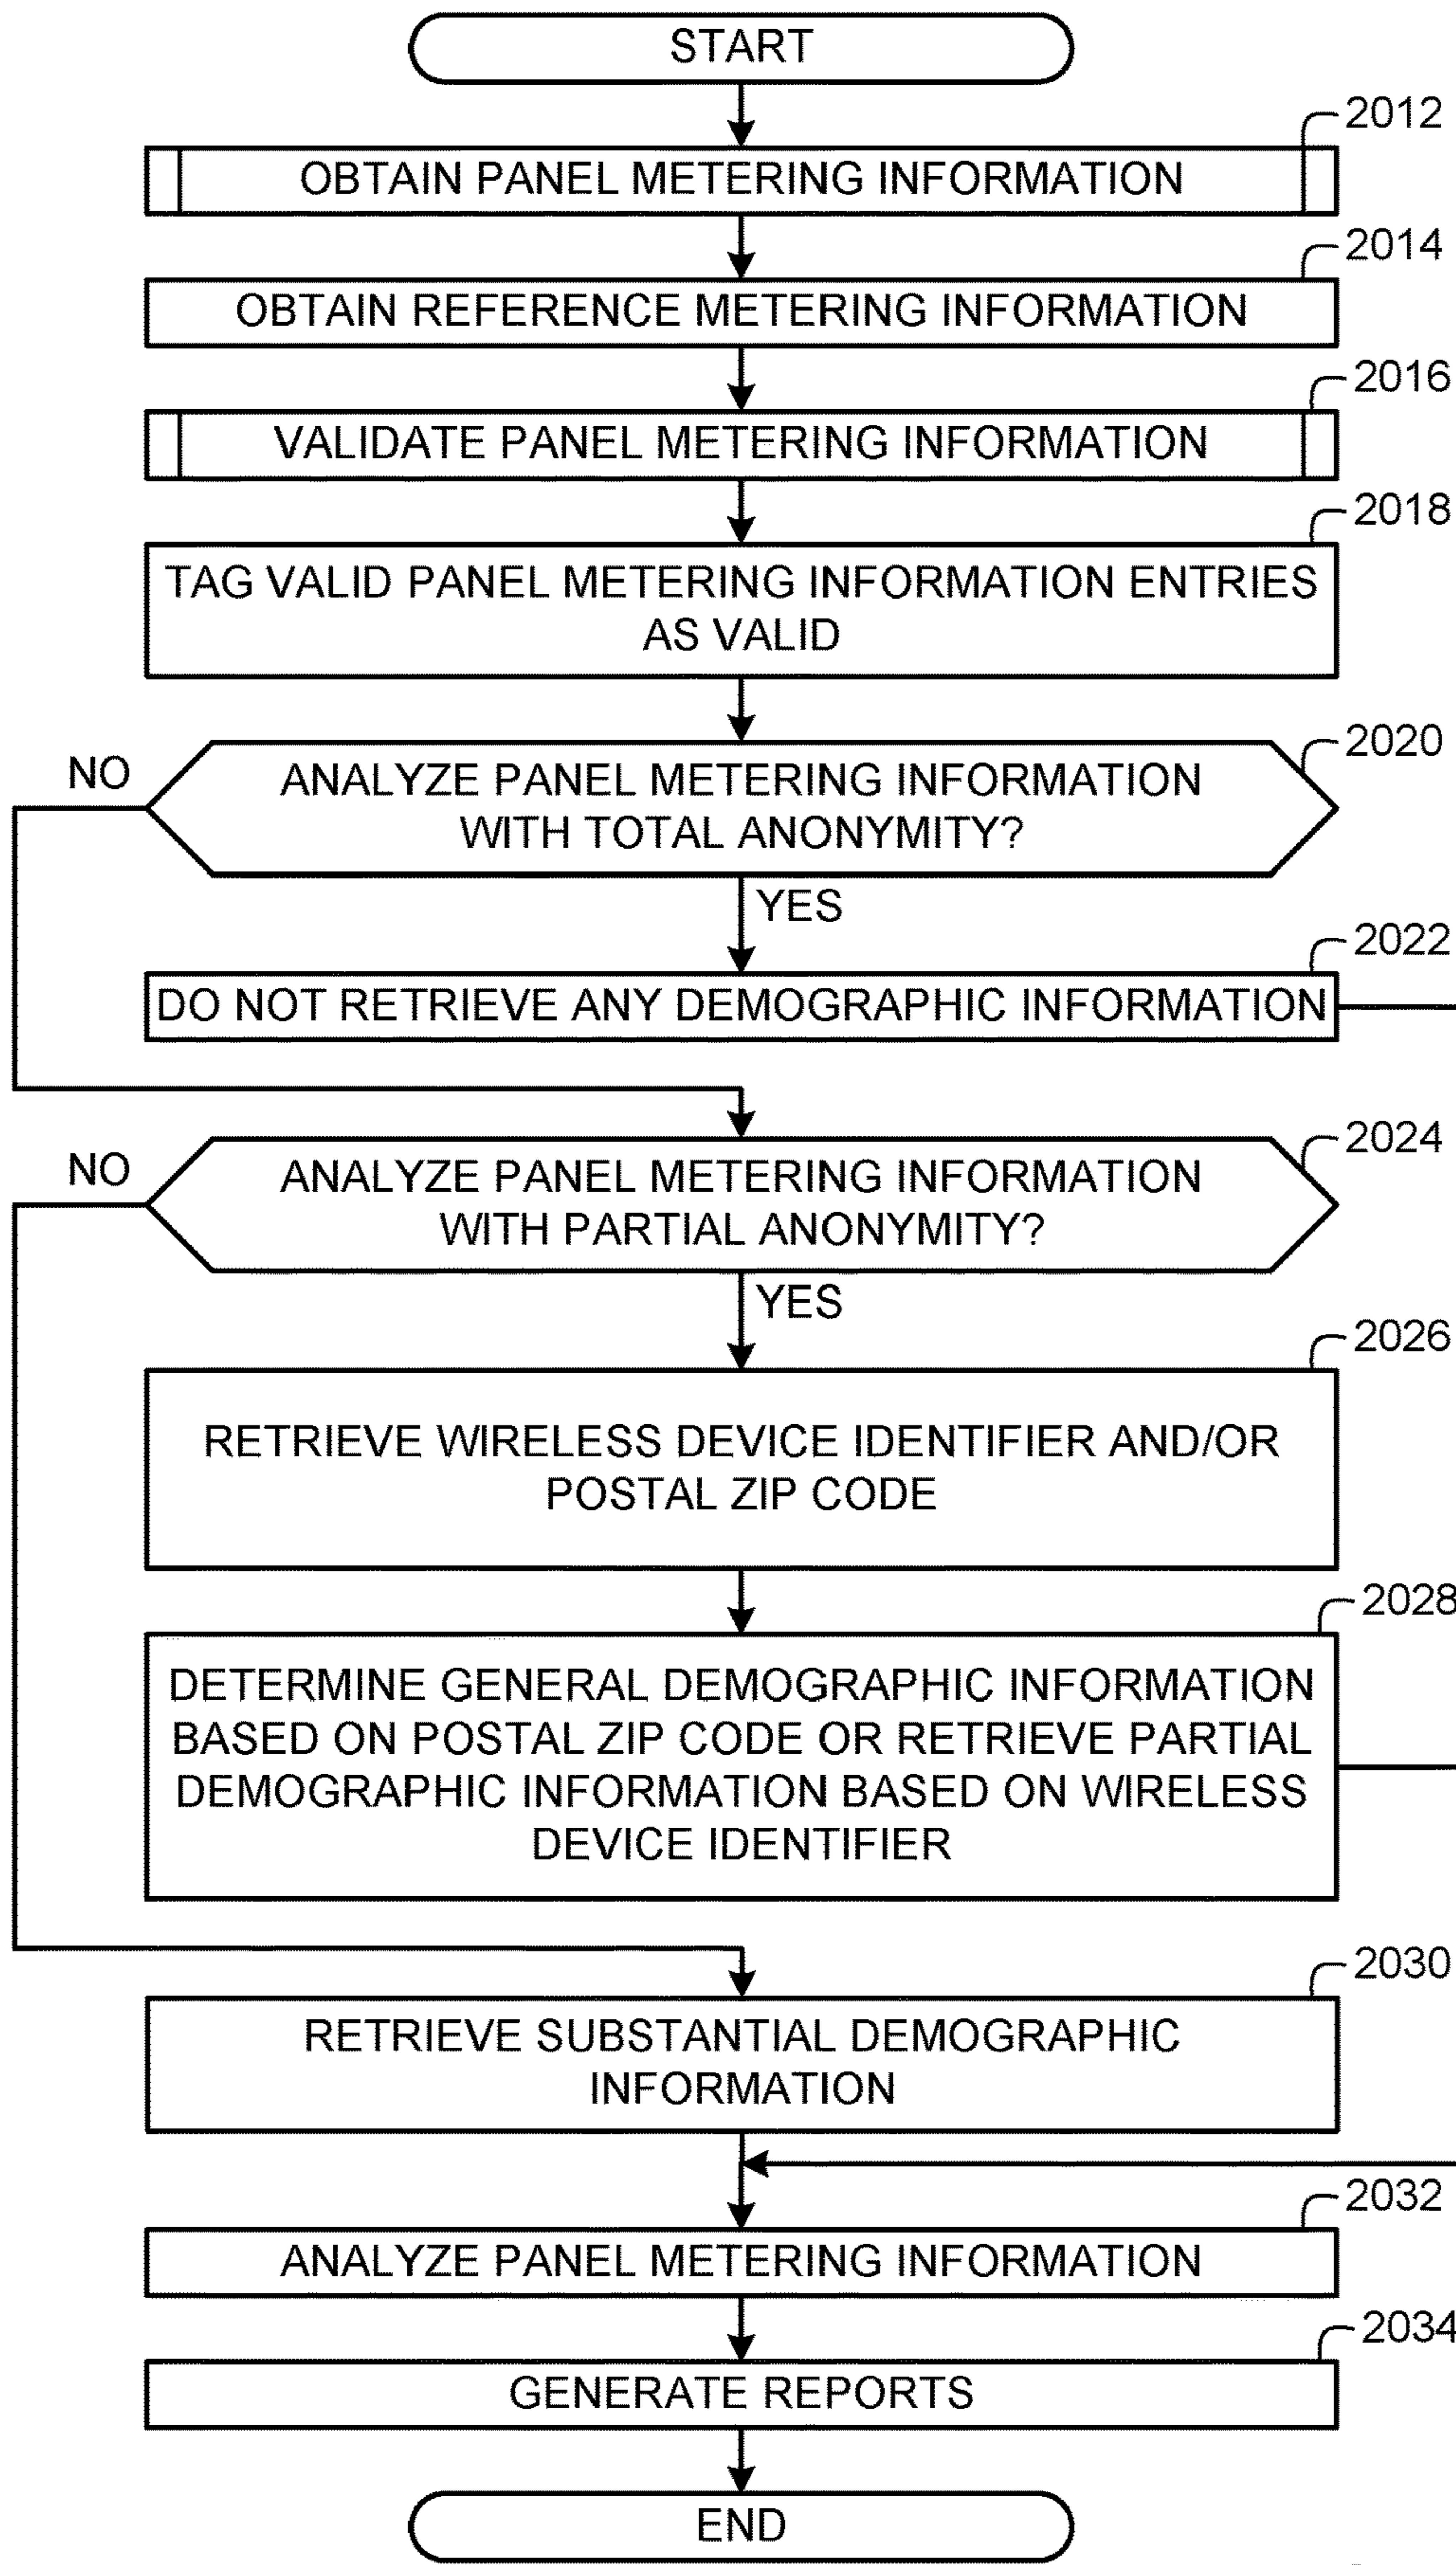 START
2012
OBTAIN PANEL METERING INFORMATION
2014
OBTAIN REFERENCE METERING INFORMATION
2016
VALIDATE PANEL METERING INFORMATION
2018
TAG VALID PANEL METERING INFORMATION ENTRIES
AS VALID
2020
NO
ANALYZE PANEL METERING INFORMATION
WITH TOTAL ANONYMITY?
YES
2022
DO NOT RETRIEVE ANY DEMOGRAPHIC INFORMATION
2024
NO
ANALYZE PANEL METERING INFORMATION
WITH PARTIAL ANONYMITY?
YES
2026
RETRIEVE WIRELESS DEVICE IDENTIFIER AND/OR
POSTAL ZIP CODE
2028
DETERMINE GENERAL DEMOGRAPHIC INFORMATION
BASED ON POSTAL ZIP CODE OR RETRIEVE PARTIAL
DEMOGRAPHIC INFORMATION BASED ON WIRELESS
DEVICE IDENTIFIER
2030
RETRIEVE SUBSTANTIAL DEMOGRAPHIC
INFORMATION
2032
ANALYZE PANEL METERING INFORMATION
2034
GENERATE REPORTS
END